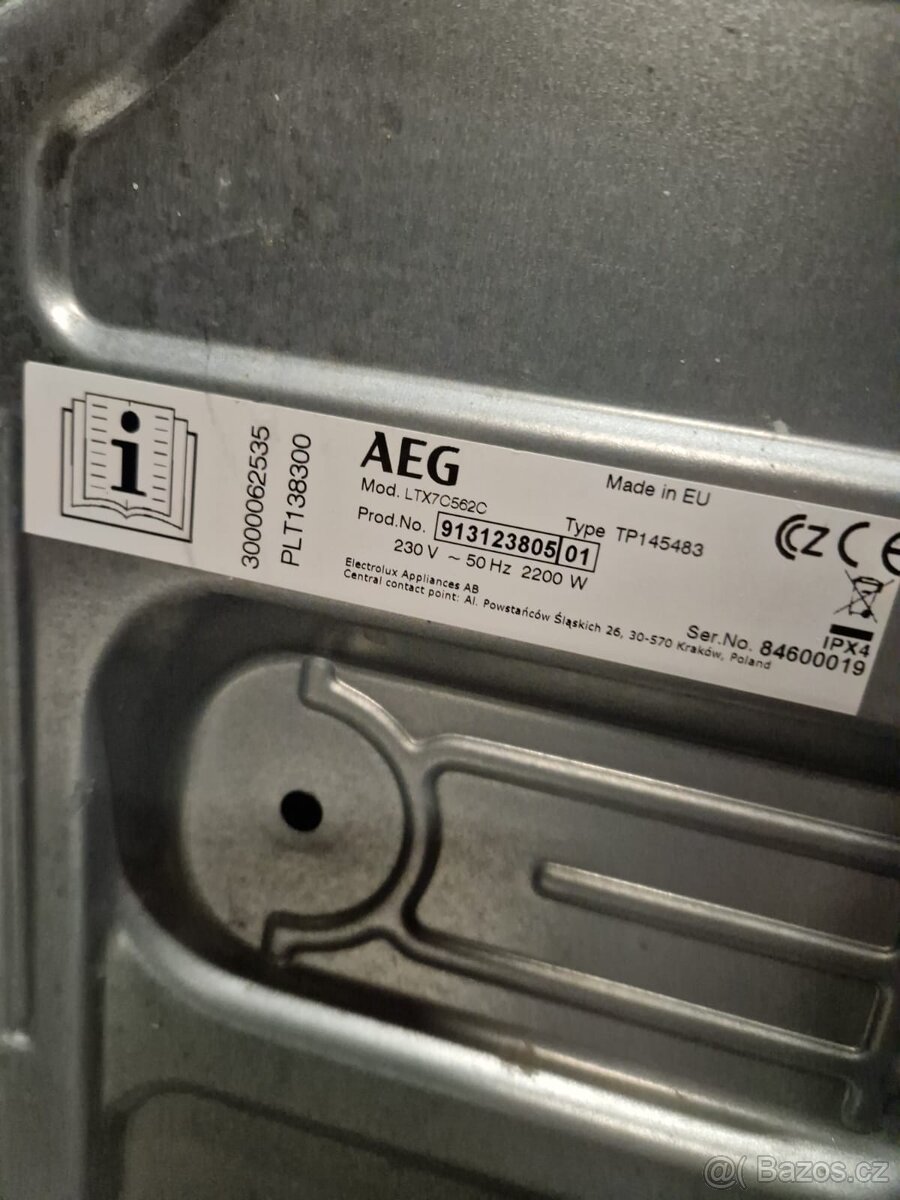 i
3000062535
PLT138300
AEG
Made in EU
Mod. LTX7C562C
Type TP145483
Prod.No. 913123805 01
230 V ~ 50 Hz 2200 W
Electrolux Appliances AB
Central contact point: Al. Powstańców Śląskich 26, 30-570 Kraków, Poland
Ser.No. 84600019
CZ CE
IPX4
@( Bazos.cz